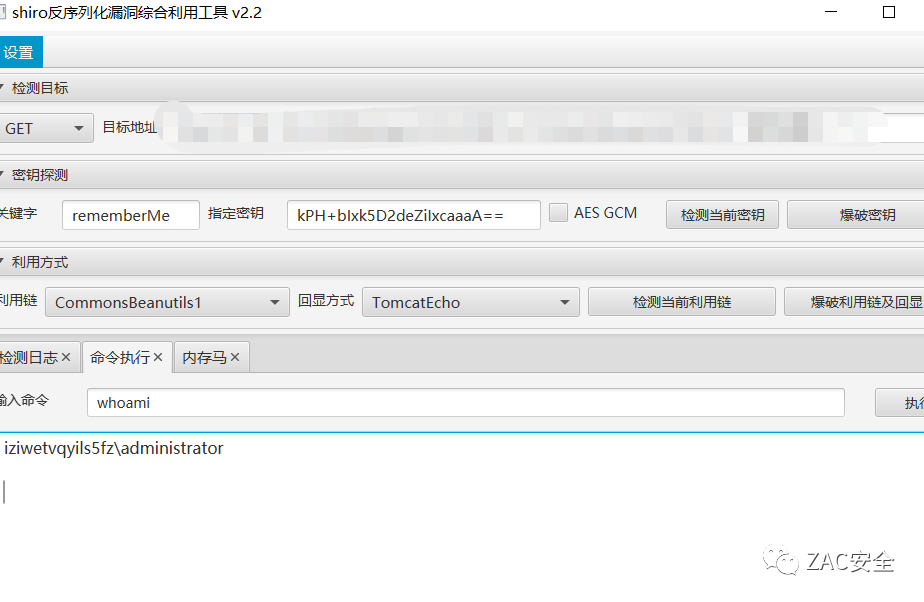 shiro反序列化漏洞综合利用工具 v2.2
设置
检测目标
GET 目标地址
密钥探测
关键字 rememberMe 指定密钥 kPH+bIxk5D2deZiIxcaaaA== AES GCM 检测当前密钥 爆破密钥
利用方式
利用链 CommonsBeanutils1 回显方式 TomcatEcho 检测当前利用链 爆破利用链及回显
检测日志 命令执行 内存马
输入命令 whoami 执行
iziwetvqyils5fz\administrator
ZAC安全